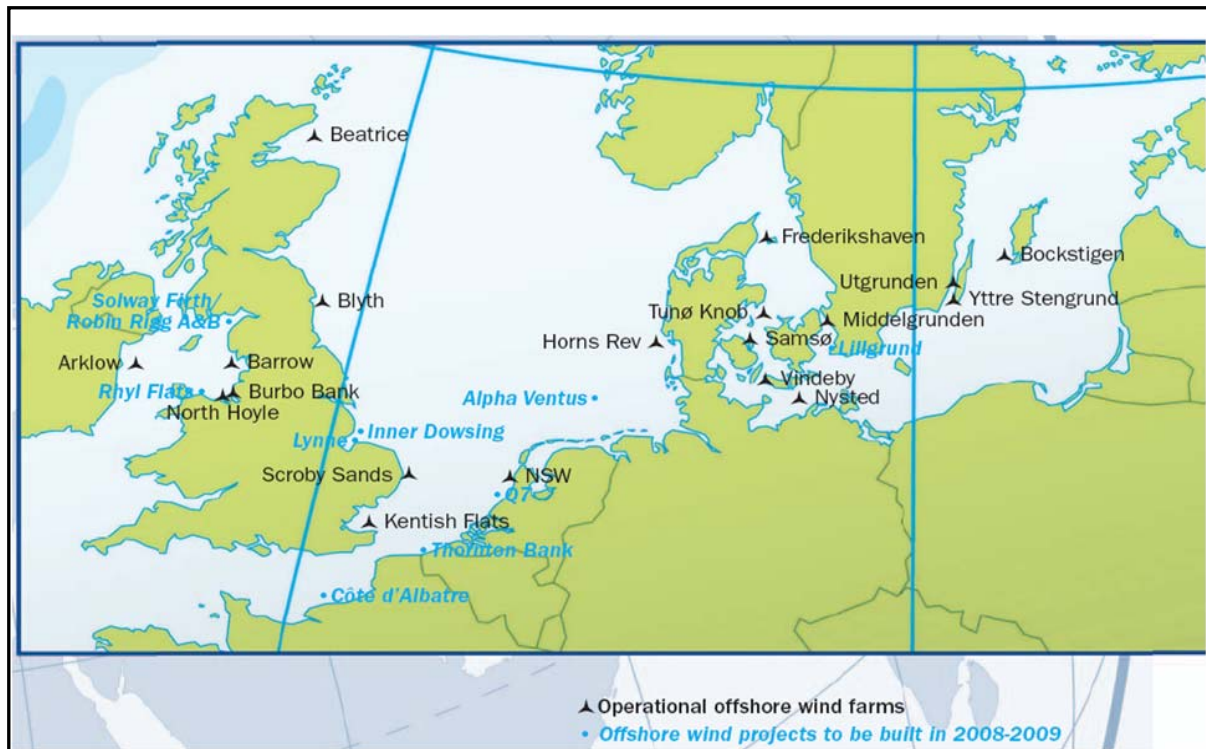 Beatrice
Frederikshaven
Bockstigen
Utgrunden
Yttre Stengrund
Solway Firth/
Robin Rigg A&B
Blyth
Tunø Knob
Middelgrunden
Horns Rev
Samsø
Lillgrund
Arklow
Barrow
Vindeby
Rhyl Flats
Burbo Bank
North Hoyle
Alpha Ventus
Nysted
Inner Dowsing
Lynne
Scroby Sands
NSW
Q7
Kentish Flats
Thornton Bank
Côte d'Albatre
Operational offshore wind farms
Offshore wind projects to be built in 2008-2009